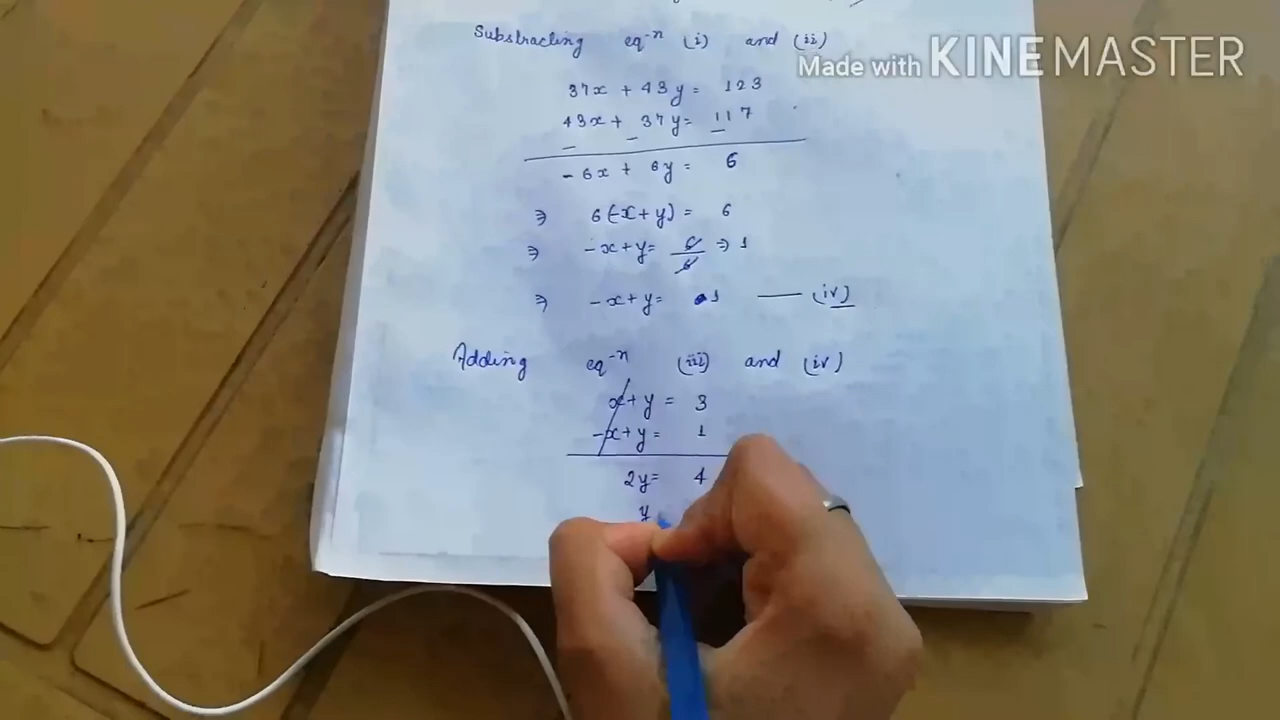 Made with KINEMASTER
Substracting eq-n (i) and (ii)
37x + 43y = 123
43x + 37y = 117
- - -
-6x + 6y = 6
⇒ 6(-x+y) = 6
⇒ -x+y = 6/6 ⇒ 1
⇒ -x+y = 1 —— (iv)
Adding eq-n (iii) and (iv)
x+y = 3
-x+y = 1
2y = 4
y